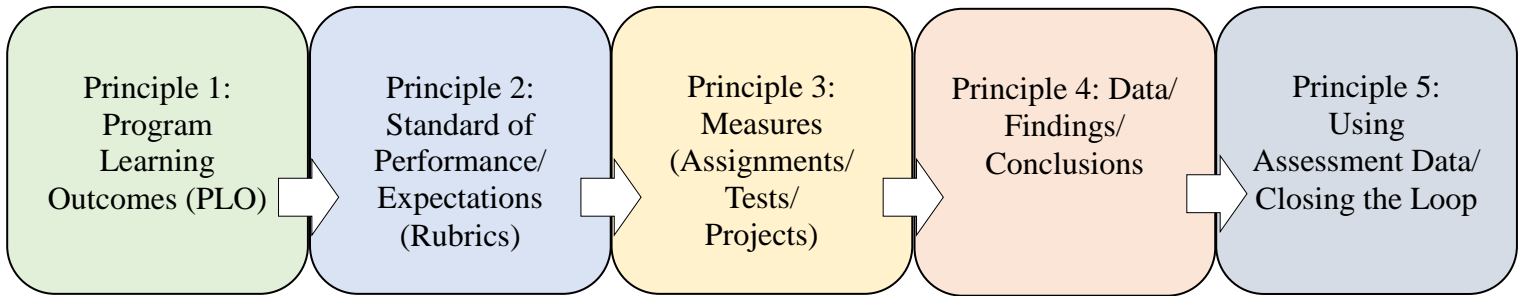 Principle 1:
Program
Learning
Outcomes (PLO)
Principle 2:
Standard of
Performance/
Expectations
(Rubrics)
Principle 3:
Measures
(Assignments/
Tests/
Projects)
Principle 4: Data/
Findings/
Conclusions
Principle 5:
Using
Assessment Data/
Closing the Loop